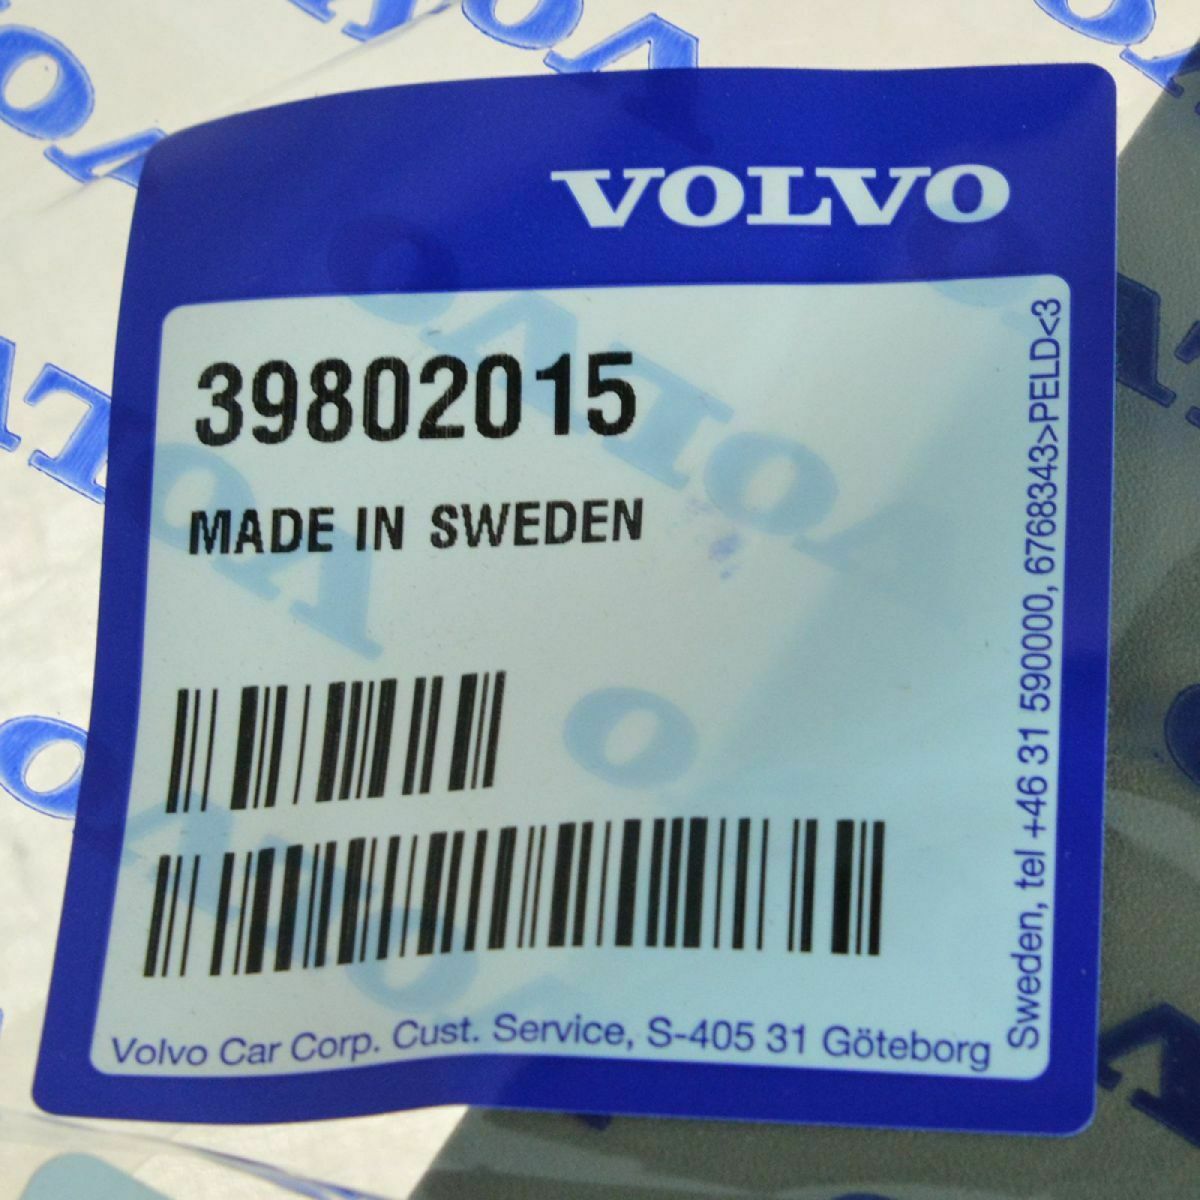 VOLVO
39802015
MADE IN SWEDEN
Volvo Car Corp. Cust. Service, S-405 31 Göteborg
Sweden, tel +46 31 590000, 6768343>PELD<3